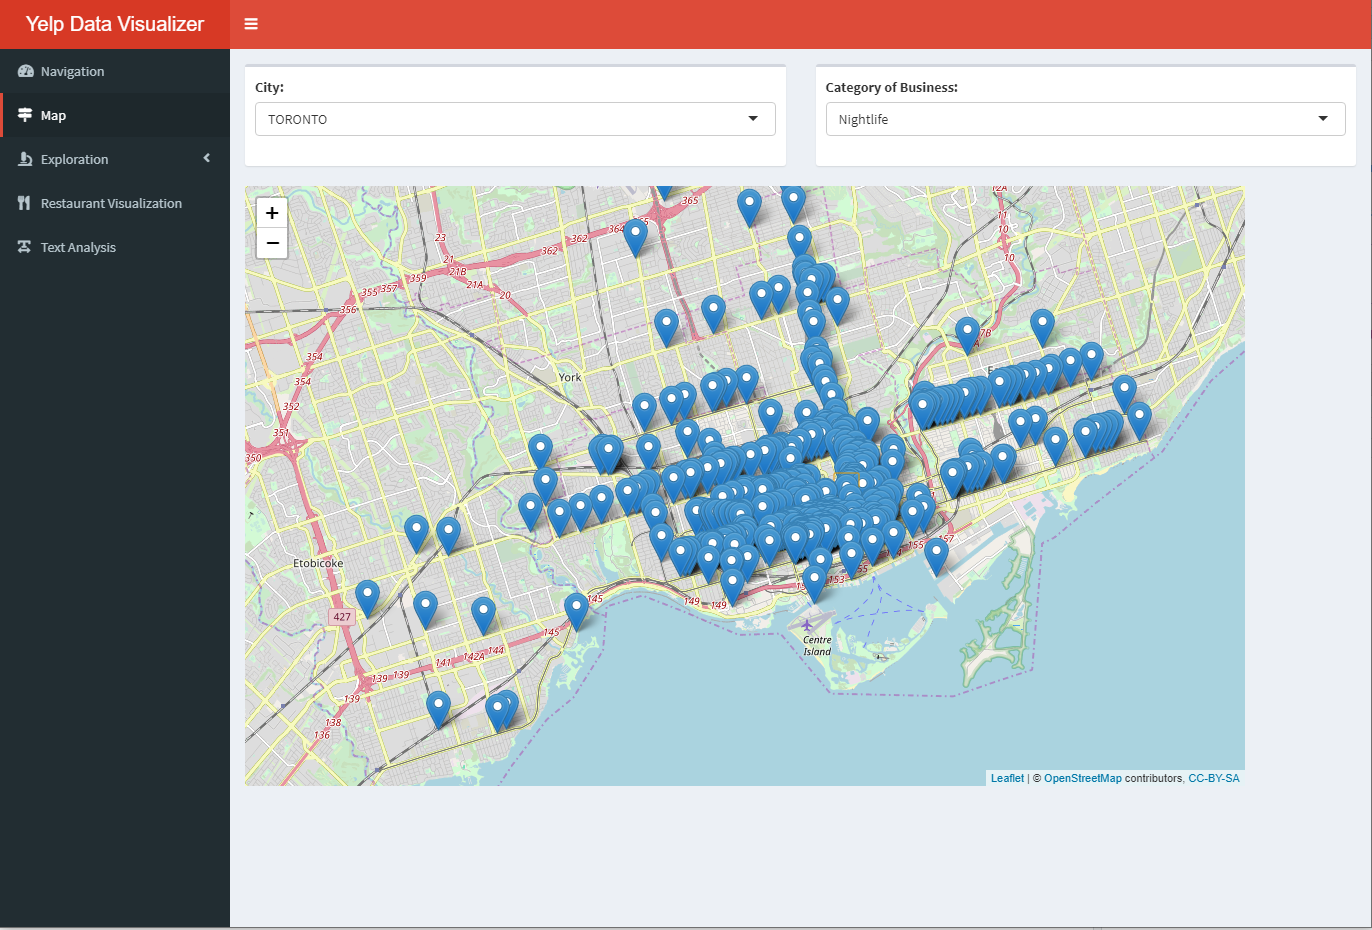 Yelp Data Visualizer
Navigation
Map
Exploration
Restaurant Visualization
Text Analysis
City:
TORONTO
Category of Business:
Nightlife
+
−
365
364
362
362
23
21
21B
21A
20
359
357
355
356
354
354
352
351
350
12A
11
10
10
7B
York
Etobicoke
427
145
145
144
142A
141
139
139
139
138
136
149
149
153
155
155
157
Centre
Island
Leaflet | © OpenStreetMap contributors, CC-BY-SA